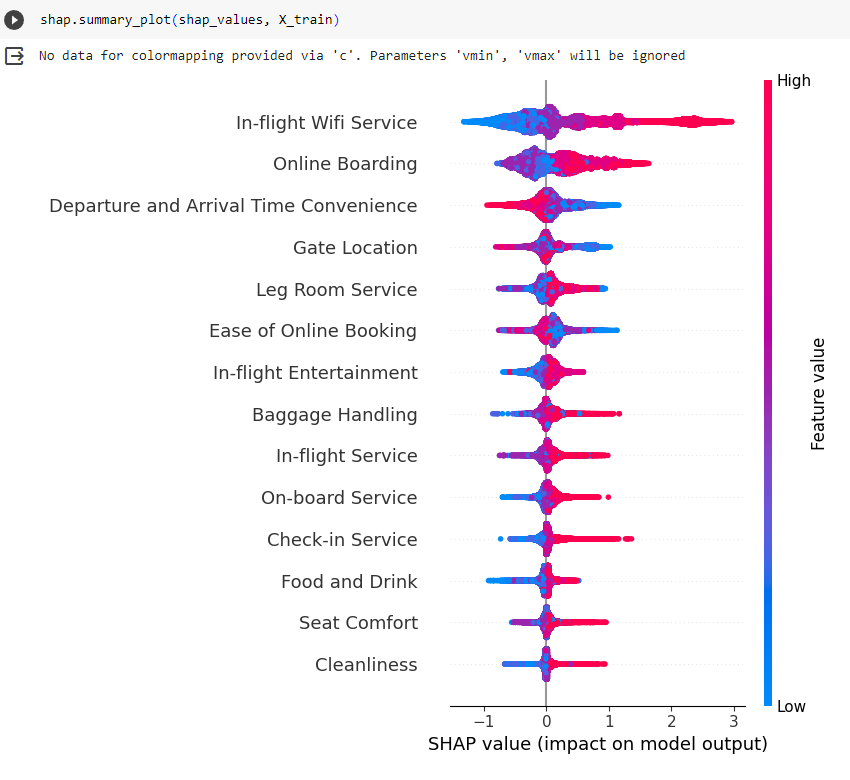 shap.summary_plot(shap_values, X_train)
No data for colormapping provided via 'c'. Parameters 'vmin', 'vmax' will be ignored
High
In-flight Wifi Service
Online Boarding
Departure and Arrival Time Convenience
Gate Location
Leg Room Service
Ease of Online Booking
In-flight Entertainment
Baggage Handling
In-flight Service
On-board Service
Check-in Service
Food and Drink
Seat Comfort
Cleanliness
Feature value
Low
−1 0 1 2 3
SHAP value (impact on model output)